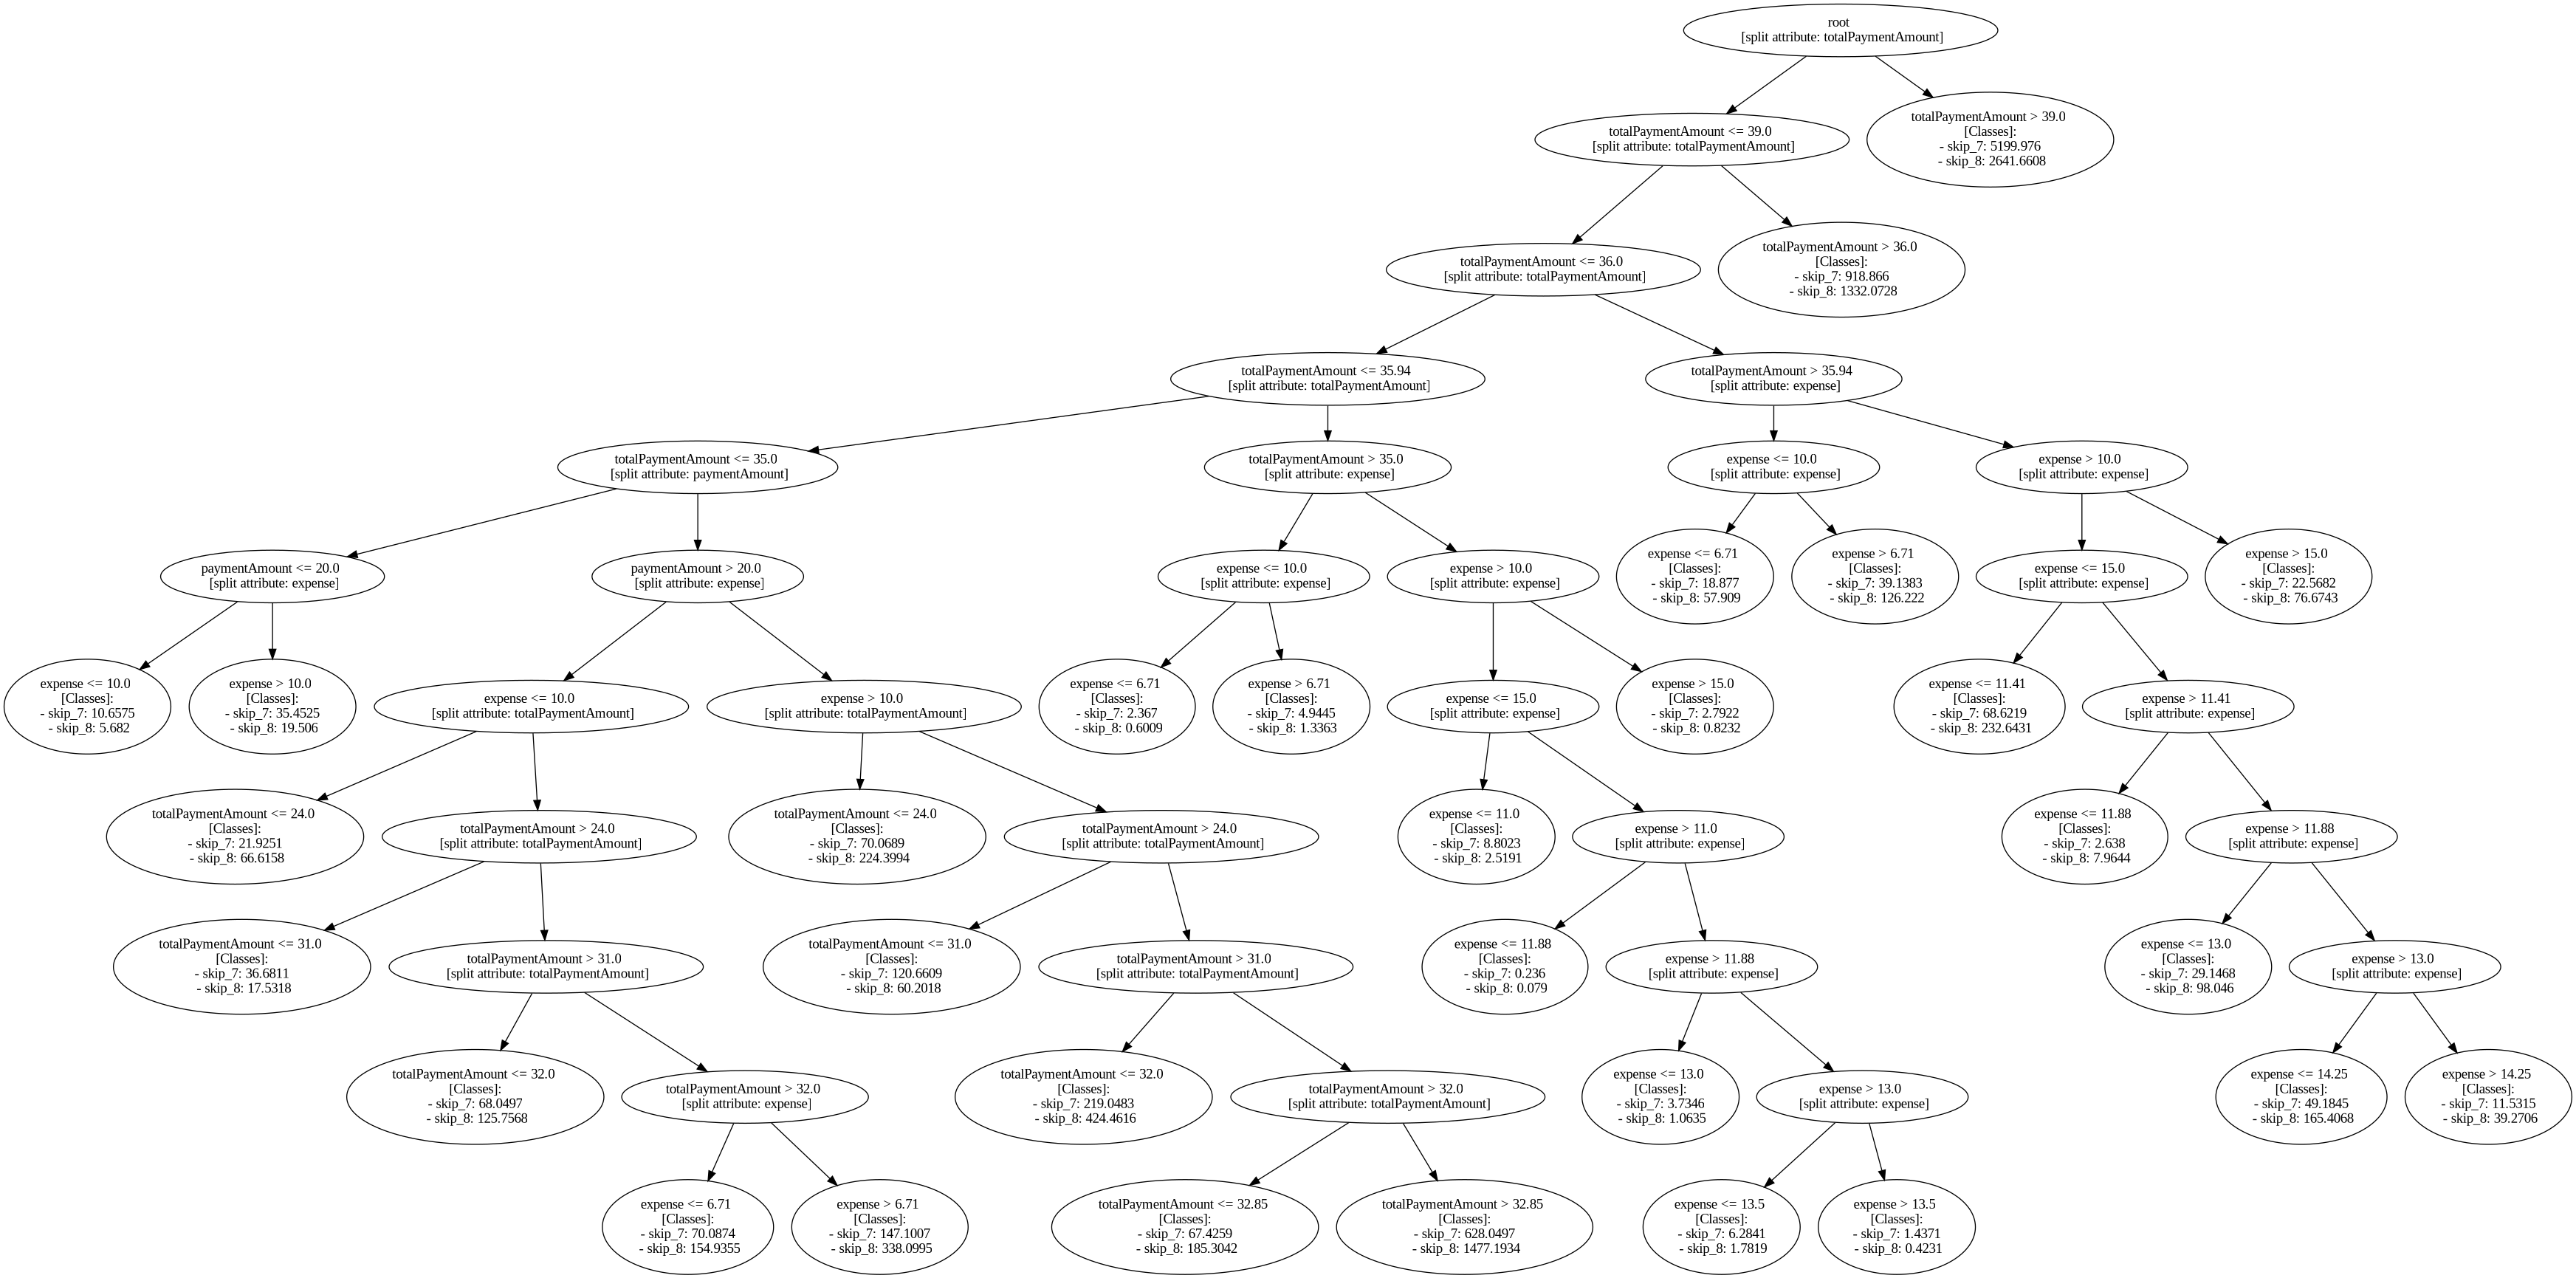 root
[split attribute: totalPaymentAmount]
totalPaymentAmount <= 39.0
[split attribute: totalPaymentAmount]
totalPaymentAmount > 39.0
[Classes]:
- skip_7: 5199.976
- skip_8: 2641.6608
totalPaymentAmount <= 36.0
[split attribute: totalPaymentAmount]
totalPaymentAmount > 36.0
[Classes]:
- skip_7: 918.866
- skip_8: 1332.0728
totalPaymentAmount <= 35.94
[split attribute: totalPaymentAmount]
totalPaymentAmount > 35.94
[split attribute: expense]
totalPaymentAmount <= 35.0
[split attribute: paymentAmount]
totalPaymentAmount > 35.0
[split attribute: expense]
expense <= 10.0
[split attribute: expense]
expense > 10.0
[split attribute: expense]
paymentAmount <= 20.0
[split attribute: expense]
paymentAmount > 20.0
[split attribute: expense]
expense <= 10.0
[split attribute: expense]
expense > 10.0
[split attribute: expense]
expense <= 6.71
[Classes]:
- skip_7: 18.877
- skip_8: 57.909
expense > 6.71
[Classes]:
- skip_7: 39.1383
- skip_8: 126.222
expense <= 15.0
[split attribute: expense]
expense > 15.0
[Classes]:
- skip_7: 22.5682
- skip_8: 76.6743
expense <= 10.0
[Classes]:
- skip_7: 10.6575
- skip_8: 5.682
expense > 10.0
[Classes]:
- skip_7: 35.4525
- skip_8: 19.506
expense <= 10.0
[split attribute: totalPaymentAmount]
expense > 10.0
[split attribute: totalPaymentAmount]
expense <= 6.71
[Classes]:
- skip_7: 2.367
- skip_8: 0.6009
expense > 6.71
[Classes]:
- skip_7: 4.9445
- skip_8: 1.3363
expense <= 15.0
[split attribute: expense]
expense > 15.0
[Classes]:
- skip_7: 2.7922
- skip_8: 0.8232
expense <= 11.41
[Classes]:
- skip_7: 68.6219
- skip_8: 232.6431
expense > 11.41
[split attribute: expense]
totalPaymentAmount <= 24.0
[Classes]:
- skip_7: 21.9251
- skip_8: 66.6158
totalPaymentAmount > 24.0
[split attribute: totalPaymentAmount]
totalPaymentAmount <= 24.0
[Classes]:
- skip_7: 70.0689
- skip_8: 224.3994
totalPaymentAmount > 24.0
[split attribute: totalPaymentAmount]
expense <= 11.0
[Classes]:
- skip_7: 8.8023
- skip_8: 2.5191
expense > 11.0
[split attribute: expense]
expense <= 11.88
[Classes]:
- skip_7: 2.638
- skip_8: 7.9644
expense > 11.88
[split attribute: expense]
totalPaymentAmount <= 31.0
[Classes]:
- skip_7: 36.6811
- skip_8: 17.5318
totalPaymentAmount > 31.0
[split attribute: totalPaymentAmount]
totalPaymentAmount <= 31.0
[Classes]:
- skip_7: 120.6609
- skip_8: 60.2018
totalPaymentAmount > 31.0
[split attribute: totalPaymentAmount]
expense <= 11.88
[Classes]:
- skip_7: 0.236
- skip_8: 0.079
expense > 11.88
[split attribute: expense]
expense <= 13.0
[Classes]:
- skip_7: 29.1468
- skip_8: 98.046
expense > 13.0
[split attribute: expense]
totalPaymentAmount <= 32.0
[Classes]:
- skip_7: 68.0497
- skip_8: 125.7568
totalPaymentAmount > 32.0
[split attribute: expense]
totalPaymentAmount <= 32.0
[Classes]:
- skip_7: 219.0483
- skip_8: 424.4616
totalPaymentAmount > 32.0
[split attribute: totalPaymentAmount]
expense <= 13.0
[Classes]:
- skip_7: 3.7346
- skip_8: 1.0635
expense > 13.0
[split attribute: expense]
expense <= 14.25
[Classes]:
- skip_7: 49.1845
- skip_8: 165.4068
expense > 14.25
[Classes]:
- skip_7: 11.5315
- skip_8: 39.2706
expense <= 6.71
[Classes]:
- skip_7: 70.0874
- skip_8: 154.9355
expense > 6.71
[Classes]:
- skip_7: 147.1007
- skip_8: 338.0995
totalPaymentAmount <= 32.85
[Classes]:
- skip_7: 67.4259
- skip_8: 185.3042
totalPaymentAmount > 32.85
[Classes]:
- skip_7: 628.0497
- skip_8: 1477.1934
expense <= 13.5
[Classes]:
- skip_7: 6.2841
- skip_8: 1.7819
expense > 13.5
[Classes]:
- skip_7: 1.4371
- skip_8: 0.4231